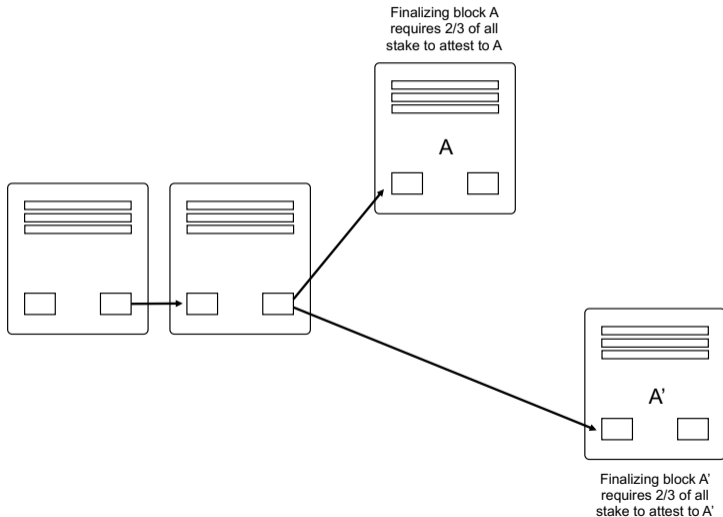 Finalizing block A
requires 2/3 of all
stake to attest to A
A
A’
Finalizing block A’
requires 2/3 of all
stake to attest to A’